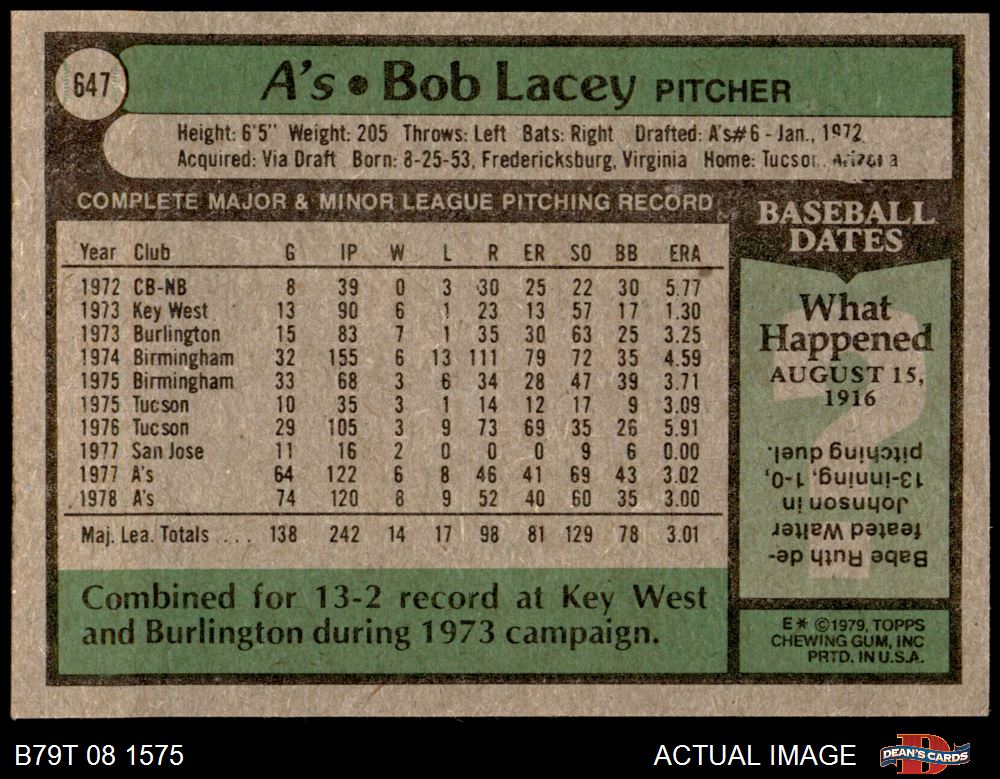 647
A's • Bob Lacey PITCHER
Height: 6'5" Weight: 205 Throws: Left Bats: Right Drafted: A's#6 - Jan., 1972
Acquired: Via Draft Born: 8-25-53, Fredericksburg, Virginia Home: Tucson, Arizona
COMPLETE MAJOR & MINOR LEAGUE PITCHING RECORD
Year Club G IP W L R ER SO BB ERA
1972 CB-NB 8 39 0 3 30 25 22 30 5.77
1973 Key West 13 90 6 1 23 13 57 17 1.30
1973 Burlington 15 83 7 1 35 30 63 25 3.25
1974 Birmingham 32 155 6 13 111 79 72 35 4.59
1975 Birmingham 33 68 3 6 34 28 47 39 3.71
1975 Tucson 10 35 3 1 14 12 17 9 3.09
1976 Tucson 29 105 3 9 73 69 35 26 5.91
1977 San Jose 11 16 2 0 0 0 9 6 0.00
1977 A's 64 122 6 8 46 41 69 43 3.02
1978 A's 74 120 8 9 52 40 60 35 3.00
Maj. Lea. Totals . . . 138 242 14 17 98 81 129 78 3.01
Combined for 13-2 record at Key West
and Burlington during 1973 campaign.
BASEBALL
DATES
What
Happened
AUGUST 15,
1916
Babe Ruth de-
feated Walter
Johnson in
13-inning, 1-0,
pitching duel.
E* ©1979, TOPPS
CHEWING GUM, INC
PRTD. IN U.S.A.
B79T 08 1575
ACTUAL IMAGE
DEAN'S CARDS